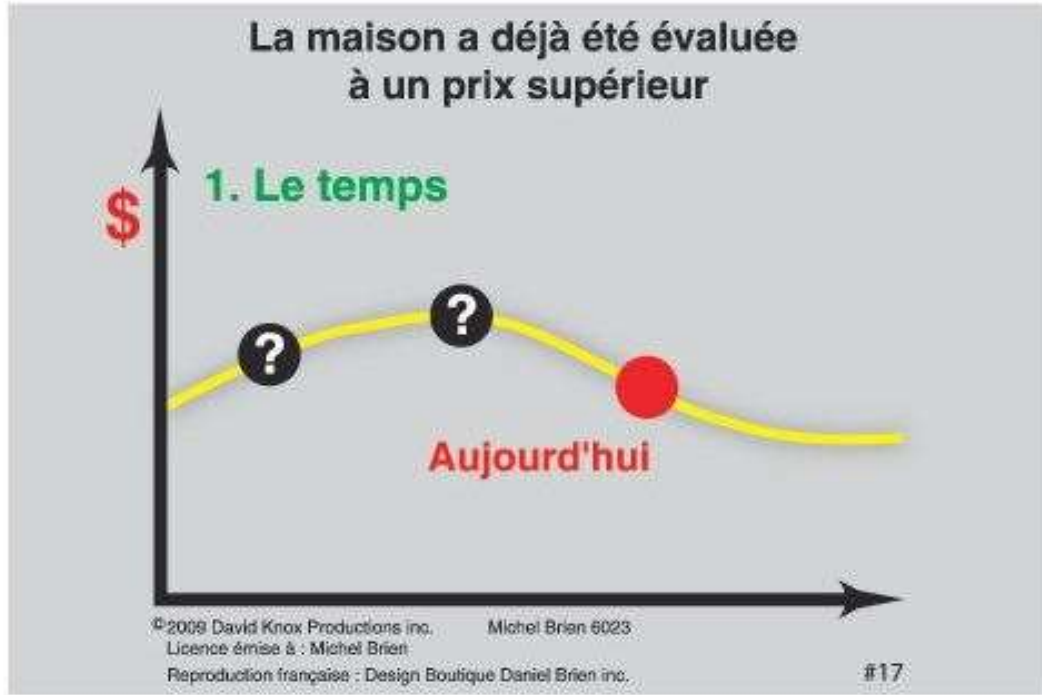 La maison a déjà été évaluée
à un prix supérieur
$
1. Le temps
?
?
Aujourd'hui
©2009 David Knox Productions inc. Michel Brien 6023
Licence émise à : Michel Brien
Reproduction française : Design Boutique Daniel Brien inc. #17